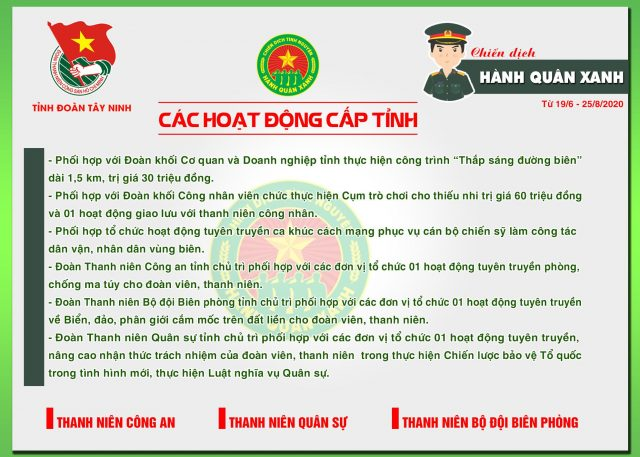 ĐOÀN THANH NIÊN CỘNG SẢN HỒ CHÍ MINH
TỈNH ĐOÀN TÂY NINH
CHIẾN DỊCH TÌNH NGUYỆN
HÀNH QUÂN XANH
Chiến dịch
HÀNH QUÂN XANH
Từ 19/6 - 25/8/2020
CÁC HOẠT ĐỘNG CẤP TỈNH
- Phối hợp với Đoàn khối Cơ quan và Doanh nghiệp tỉnh thực hiện công trình “Thắp sáng đường biên”
dài 1,5 km, trị giá 30 triệu đồng.
- Phối hợp với Đoàn khối Công nhân viên chức thực hiện Cụm trò chơi cho thiếu nhi trị giá 60 triệu đồng
và 01 hoạt động giao lưu với thanh niên công nhân.
- Phối hợp tổ chức hoạt động tuyên truyền ca khúc cách mạng phục vụ cán bộ chiến sỹ làm công tác
dân vận, nhân dân vùng biên.
- Đoàn Thanh niên Công an tỉnh chủ trì phối hợp với các đơn vị tổ chức 01 hoạt động tuyên truyền phòng,
chống ma túy cho đoàn viên, thanh niên.
- Đoàn Thanh niên Bộ đội Biên phòng tỉnh chủ trì phối hợp với các đơn vị tổ chức 01 hoạt động tuyên truyền
về Biển, đảo, phân giới cắm mốc trên đất liền cho đoàn viên, thanh niên.
- Đoàn Thanh niên Quân sự tỉnh chủ trì phối hợp với các đơn vị tổ chức 01 hoạt động tuyên truyền,
nâng cao nhận thức trách nhiệm của đoàn viên, thanh niên trong thực hiện Chiến lược bảo vệ Tổ quốc
trong tình hình mới, thực hiện Luật nghĩa vụ Quân sự.
HÀNH QUÂN XANH
THANH NIÊN CÔNG AN
THANH NIÊN QUÂN SỰ
THANH NIÊN BỘ ĐỘI BIÊN PHÒNG